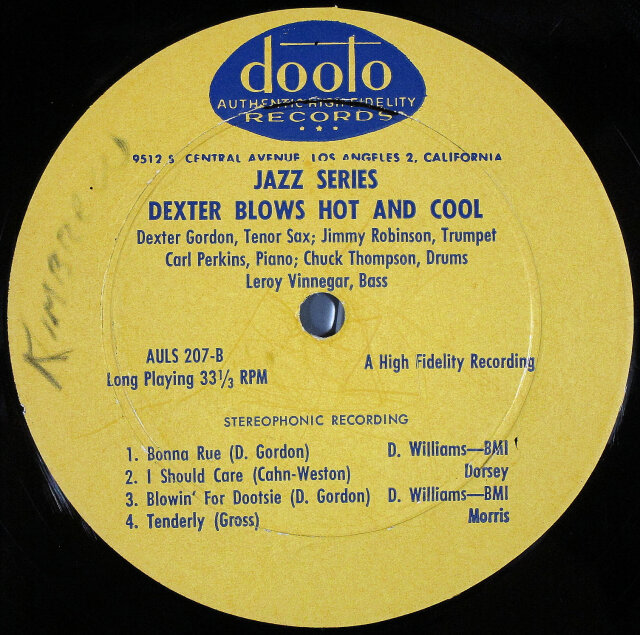 dooto
AUTHENTIC HIGH FIDELITY
RECORDS
9512 S. CENTRAL AVENUE, LOS ANGELES 2, CALIFORNIA
JAZZ SERIES
DEXTER BLOWS HOT AND COOL
Dexter Gordon, Tenor Sax; Jimmy Robinson, Trumpet
Carl Perkins, Piano; Chuck Thompson, Drums
Leroy Vinnegar, Bass
AULS 207-B
Long Playing 33⅓ RPM
A High Fidelity Recording
STEREOPHONIC RECORDING
1. Bonna Rue (D. Gordon) D. Williams—BMI
2. I Should Care (Cahn-Weston) Dorsey
3. Blowin' For Dootsie (D. Gordon) D. Williams—BMI
4. Tenderly (Gross) Morris